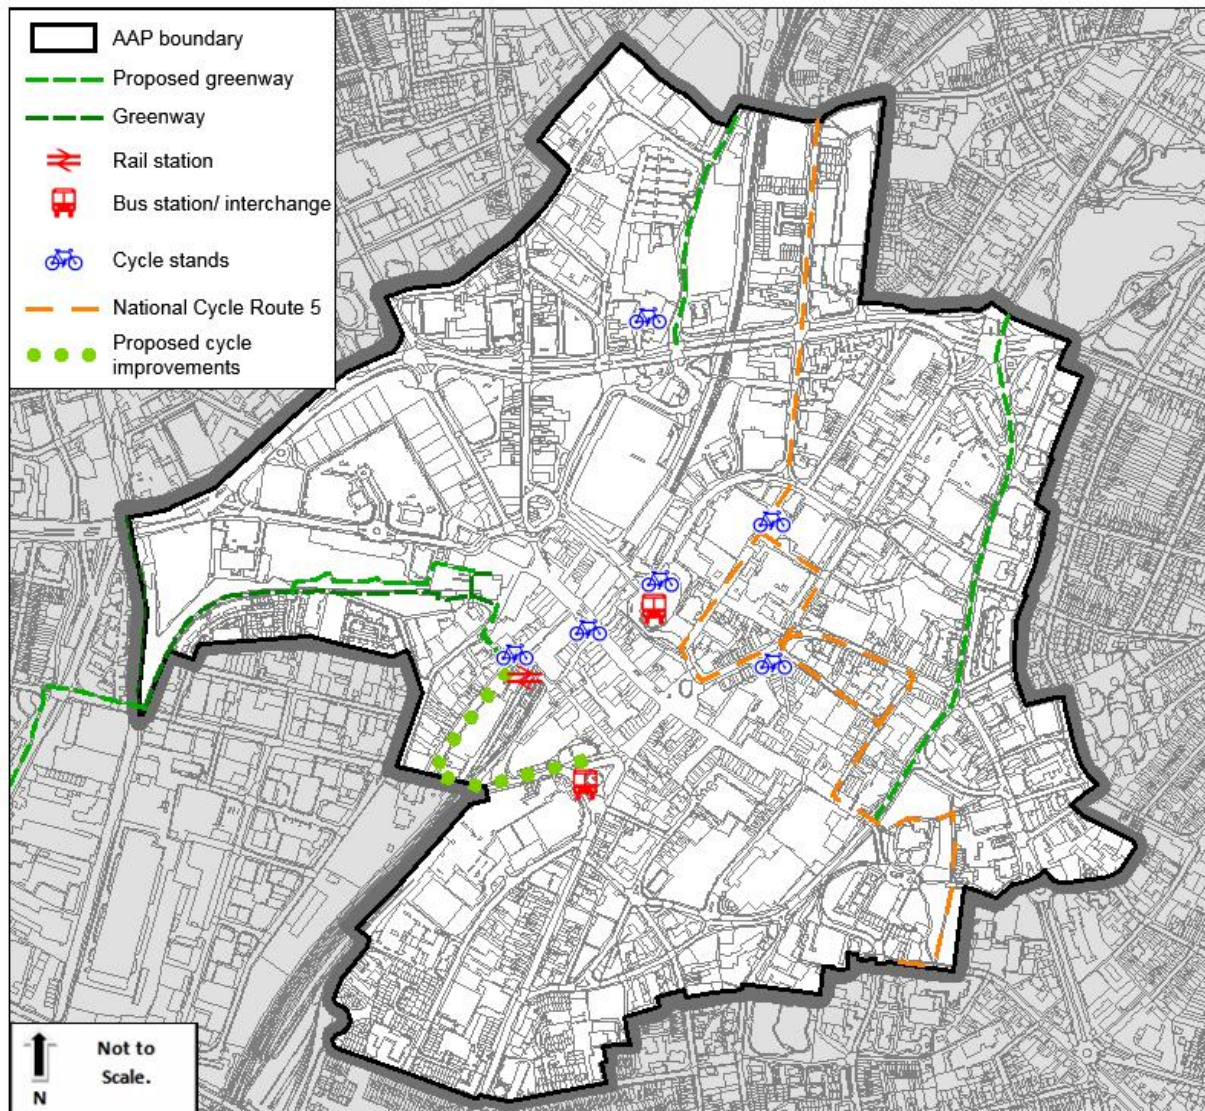 AAP boundary
Proposed greenway
Greenway
Rail station
Bus station/ interchange
Cycle stands
National Cycle Route 5
Proposed cycle
improvements
Not to
Scale.
N